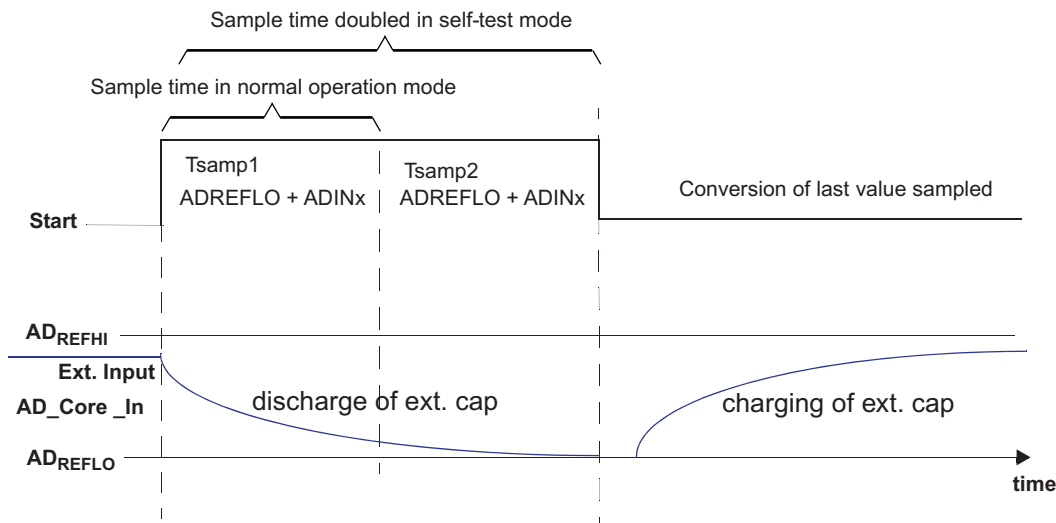 Sample time doubled in self-test mode
Sample time in normal operation mode
Tsamp1
ADREFLO + ADINx
Tsamp2
ADREFLO + ADINx
Conversion of last value sampled
Start
AD_REFHI
Ext. Input
AD_Core _In
discharge of ext. cap
charging of ext. cap
AD_REFLO
time